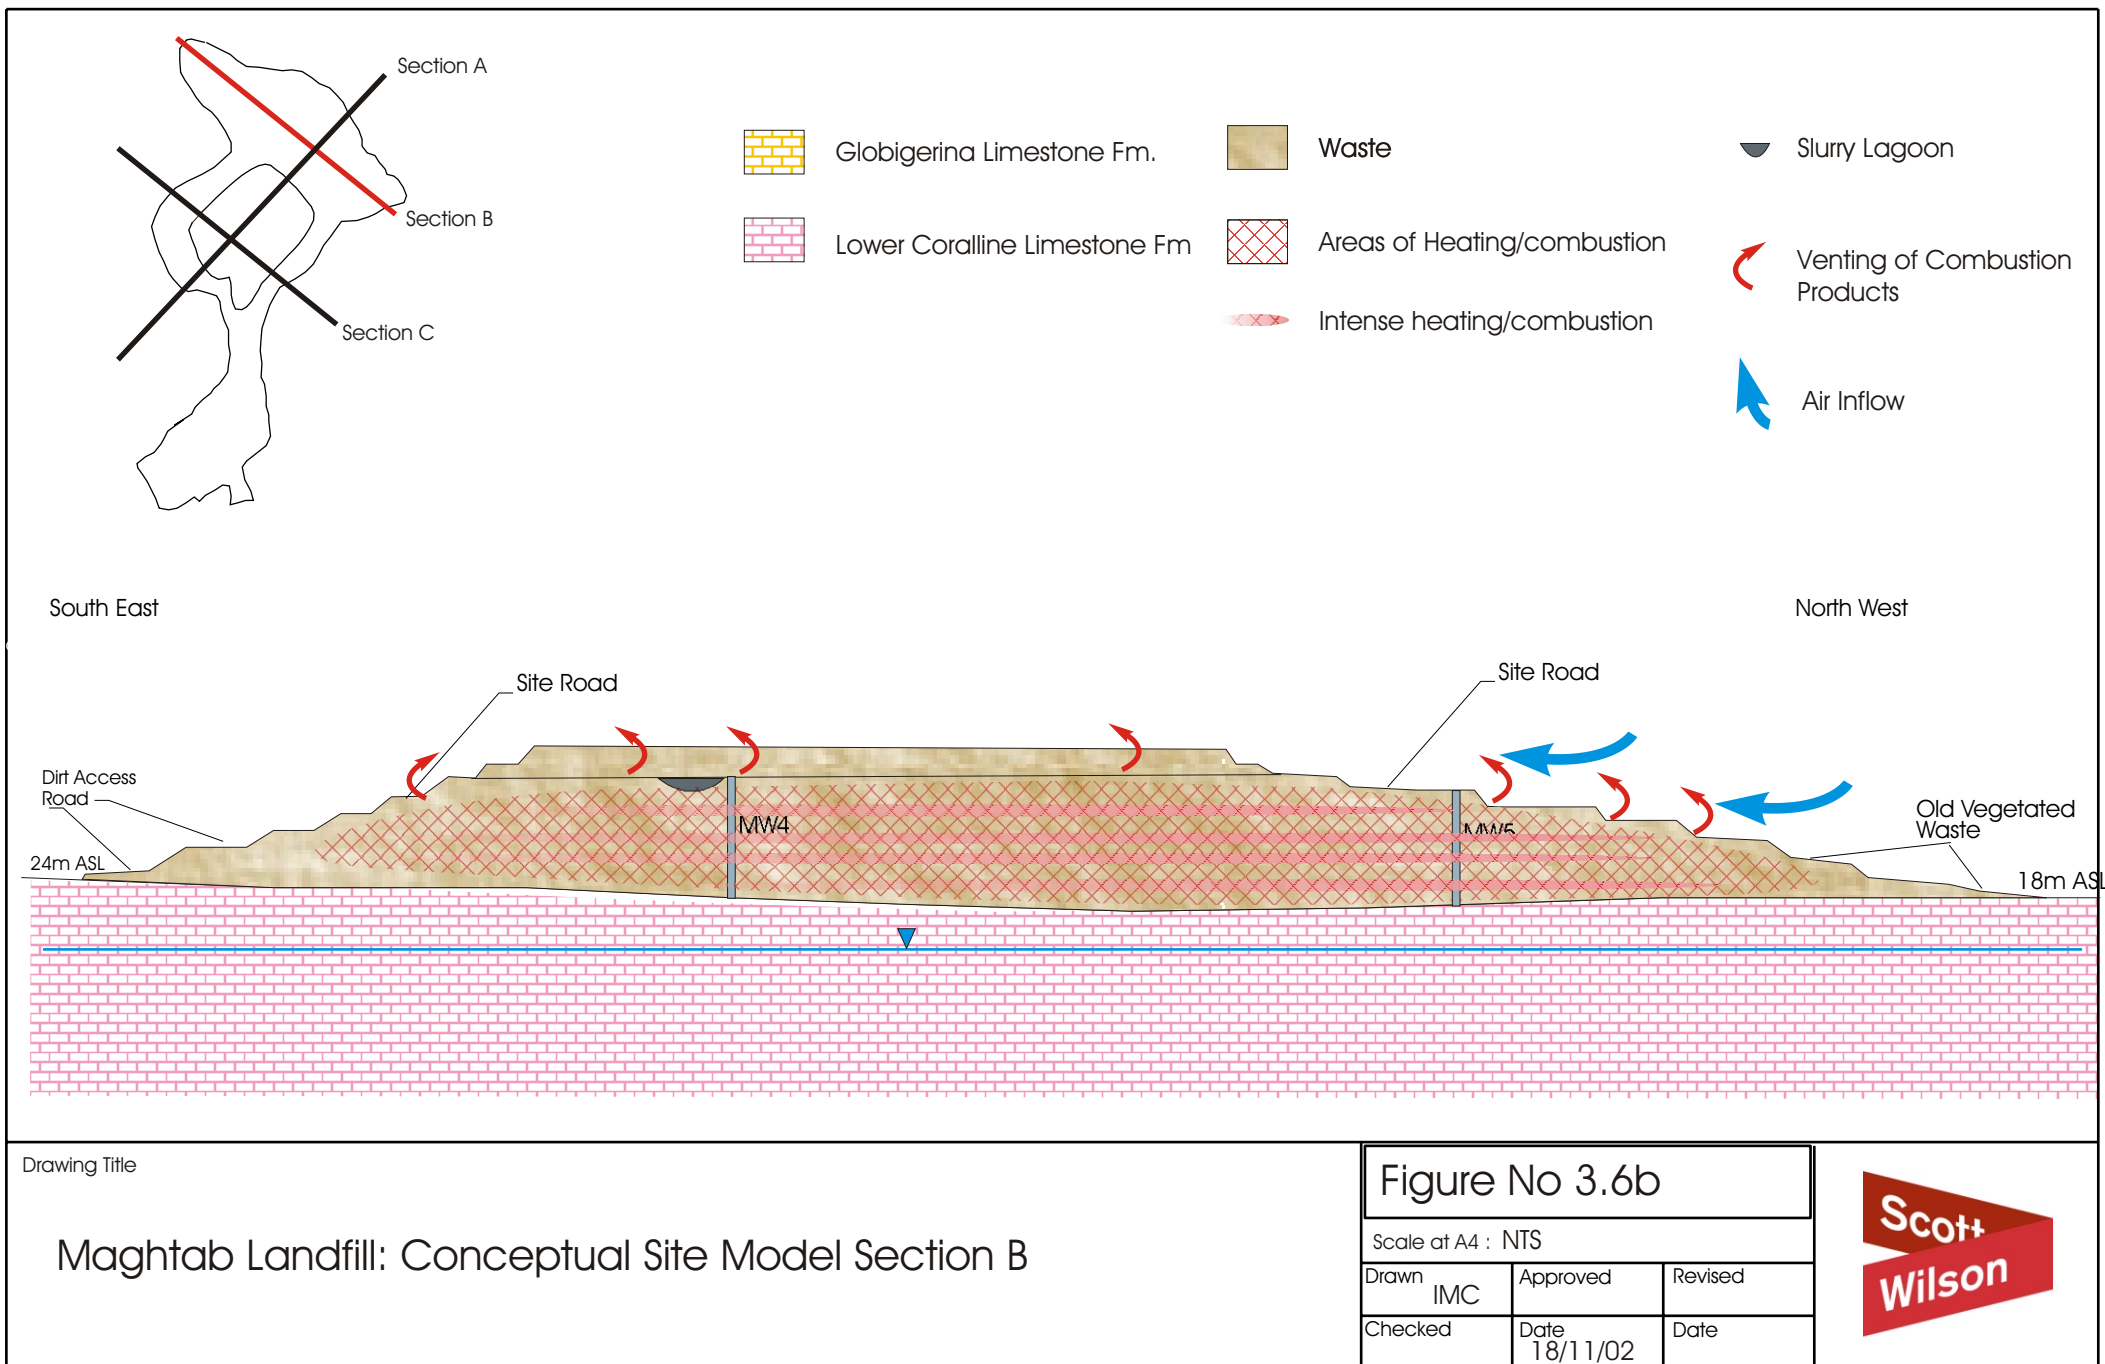 Section A
Section B
Section C
Globigerina Limestone Fm.
Lower Coralline Limestone Fm
Waste
Areas of Heating/combustion
Intense heating/combustion
Slurry Lagoon
Venting of Combustion
Products
Air Inflow
South East
North West
Site Road
Site Road
Dirt Access
Road
24m ASL
MW4
MW5
Old Vegetated
Waste
18m ASL
Drawing Title
Maghtab Landfill: Conceptual Site Model Section B
Figure No 3.6b
Scale at A4 : NTS
Drawn
IMC
Approved
Revised
Checked
Date
18/11/02
Date
Scott
Wilson